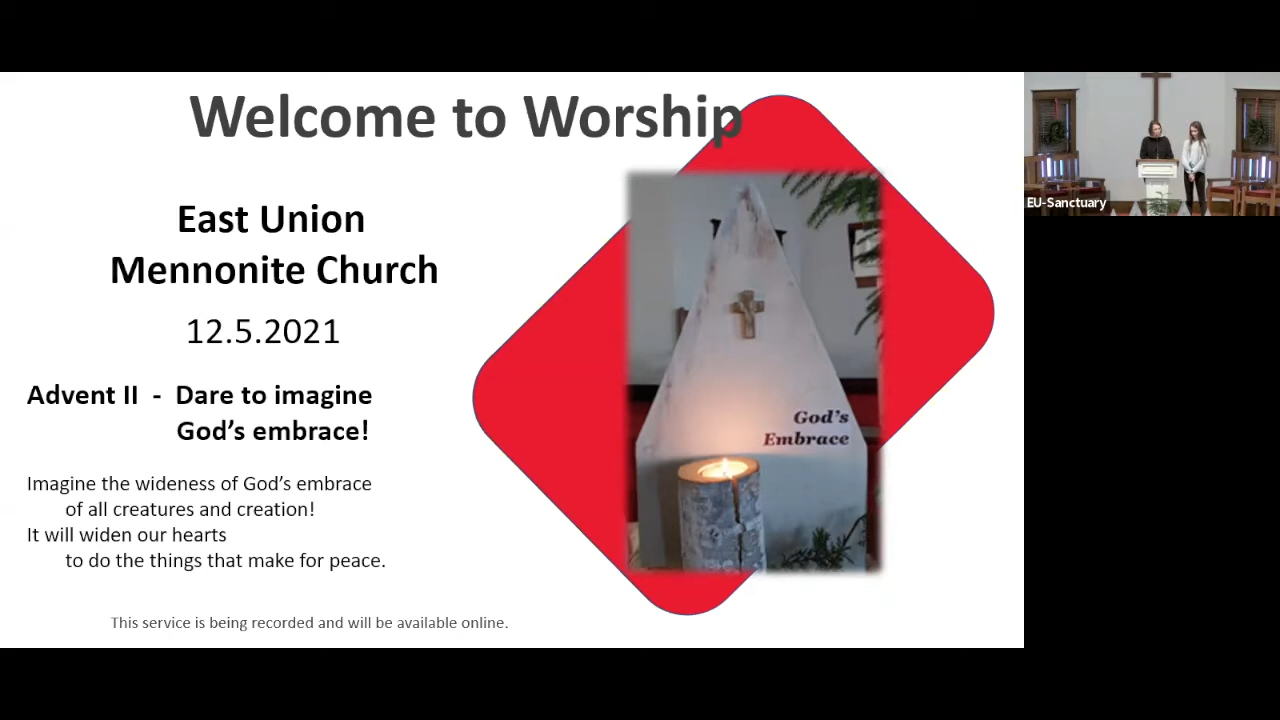 Welcome to Worship
East Union
Mennonite Church
12.5.2021
Advent II - Dare to imagine
God's embrace!
Imagine the wideness of God's embrace
of all creatures and creation!
It will widen our hearts
to do the things that make for peace.
This service is being recorded and will be available online.
God's
Embrace
EU-Sanctuary